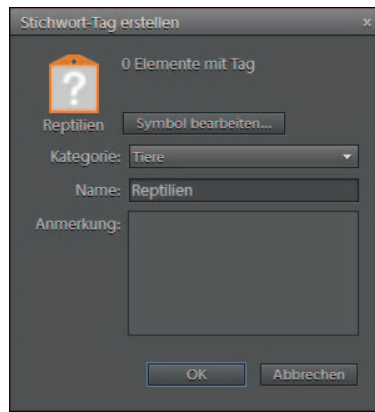 Stichwort-Tag erstellen
0 Elemente mit Tag
?
Reptilien
Symbol bearbeiten...
Kategorie: Tiere
Name: Reptilien
Anmerkung:
OK Abbrechen